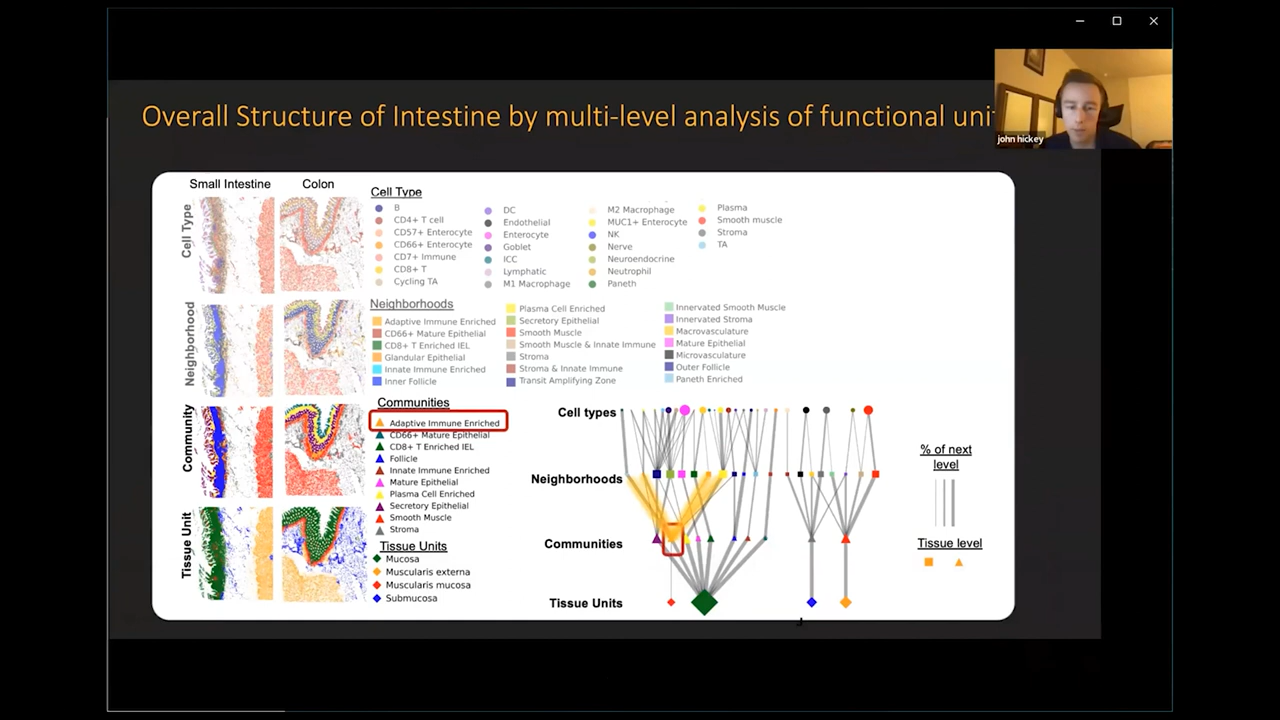 Overall Structure of Intestine by multi-level analysis of functional uni
john hickey
Small Intestine
Colon
Cell Type
Neighborhood
Community
Tissue Unit
Cell Type
B
CD4+ T cell
CD57+ Enterocyte
CD66+ Enterocyte
CD7+ Immune
CD8+ T
Cycling TA
DC
Endothelial
Enterocyte
Goblet
ICC
Lymphatic
M1 Macrophage
M2 Macrophage
MUC1+ Enterocyte
NK
Nerve
Neuroendocrine
Neutrophil
Paneth
Plasma
Smooth muscle
Stroma
TA
Neighborhoods
Adaptive Immune Enriched
CD66+ Mature Epithelial
CD8+ T Enriched IEL
Glandular Epithelial
Innate Immune Enriched
Inner Follicle
Plasma Cell Enriched
Secretory Epithelial
Smooth Muscle
Smooth Muscle & Innate Immune
Stroma
Stroma & Innate Immune
Transit Amplifying Zone
Innervated Smooth Muscle
Innervated Stroma
Macrovasculature
Mature Epithelial
Microvasculature
Outer Follicle
Paneth Enriched
Communities
Adaptive Immune Enriched
CD66+ Mature Epithelial
CD8+ T Enriched IEL
Follicle
Innate Immune Enriched
Mature Epithelial
Plasma Cell Enriched
Secretory Epithelial
Smooth Muscle
Stroma
Tissue Units
Mucosa
Muscularis externa
Muscularis mucosa
Submucosa
Cell types
Neighborhoods
Communities
Tissue Units
% of next
level
Tissue level